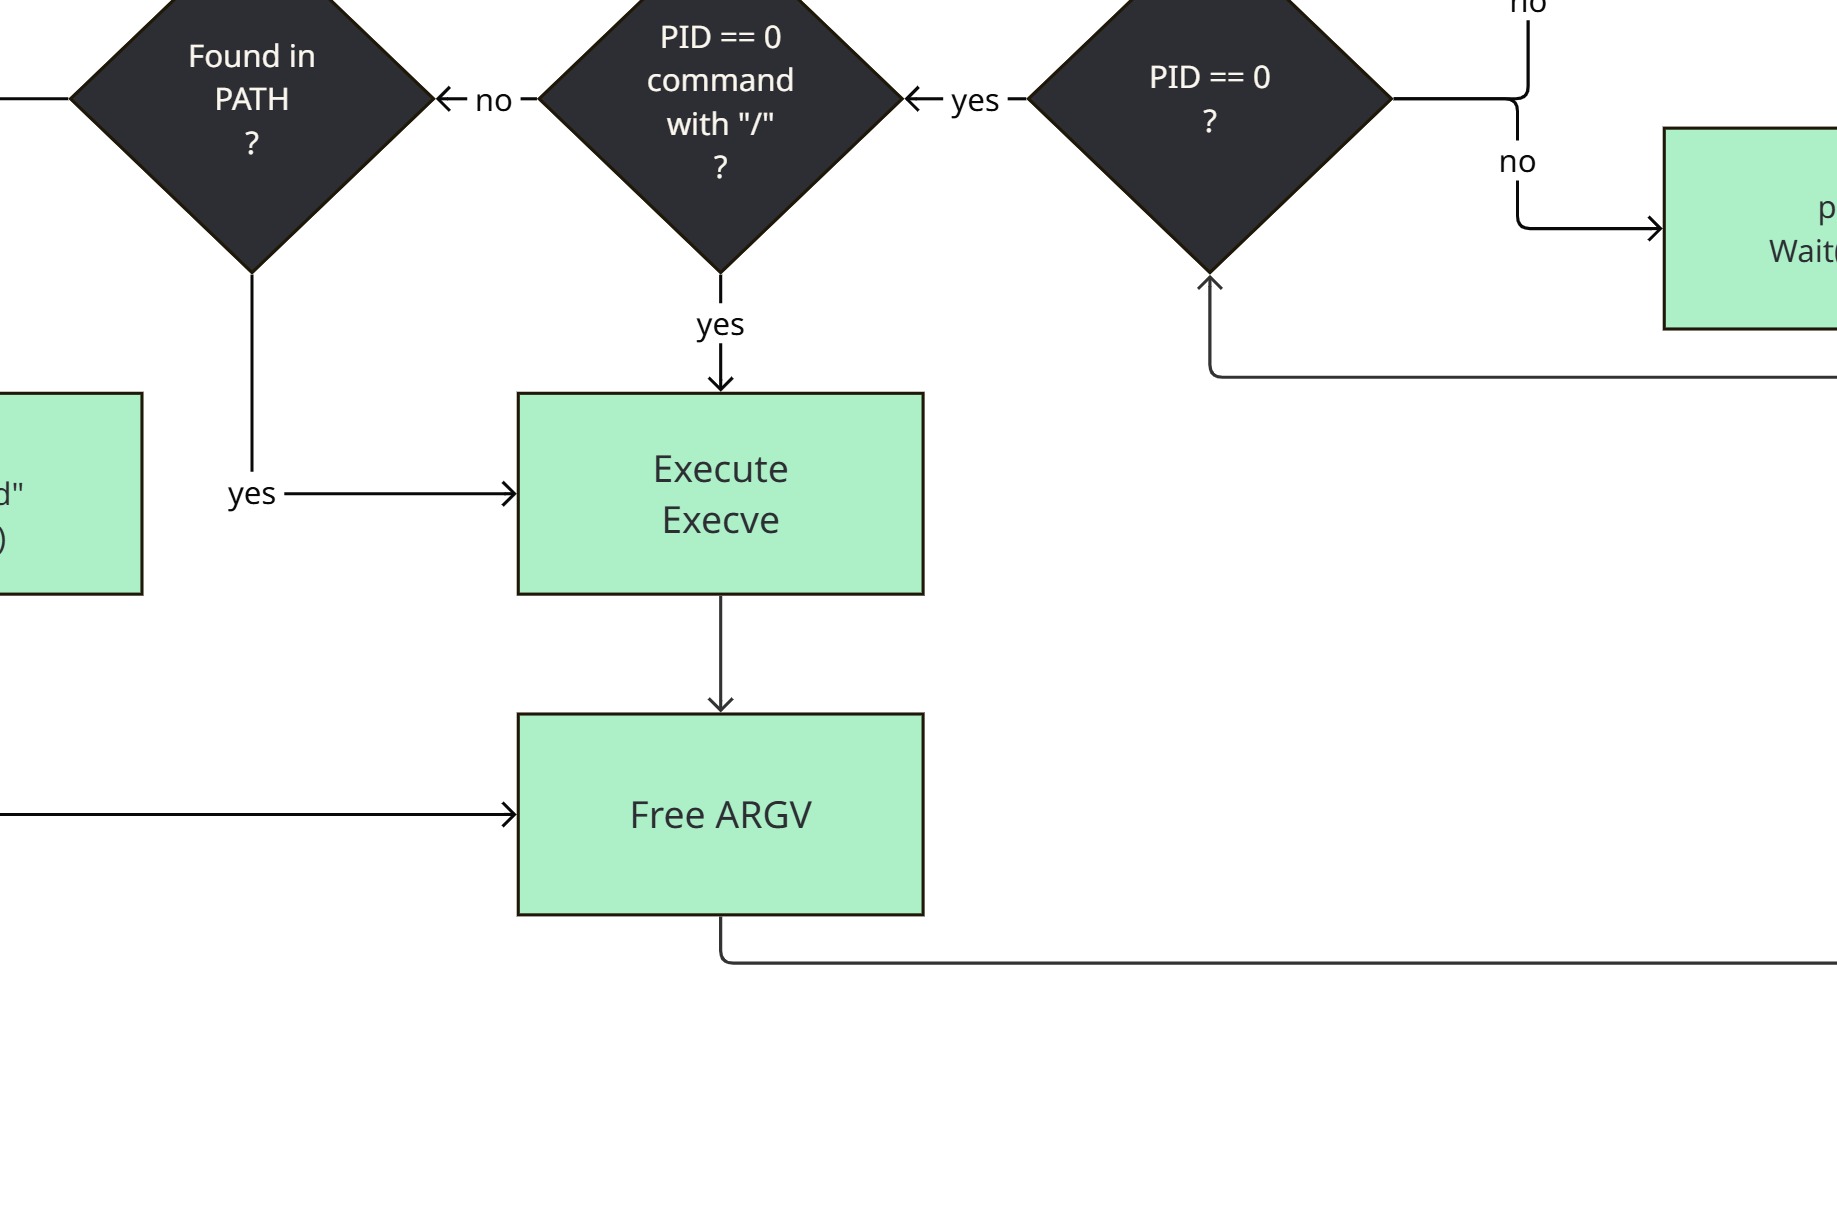 no
Found in
PATH
?
no
PID == 0
command
with "/"
?
yes
PID == 0
?
no
yes
yes
Execute
Execve
Free ARGV